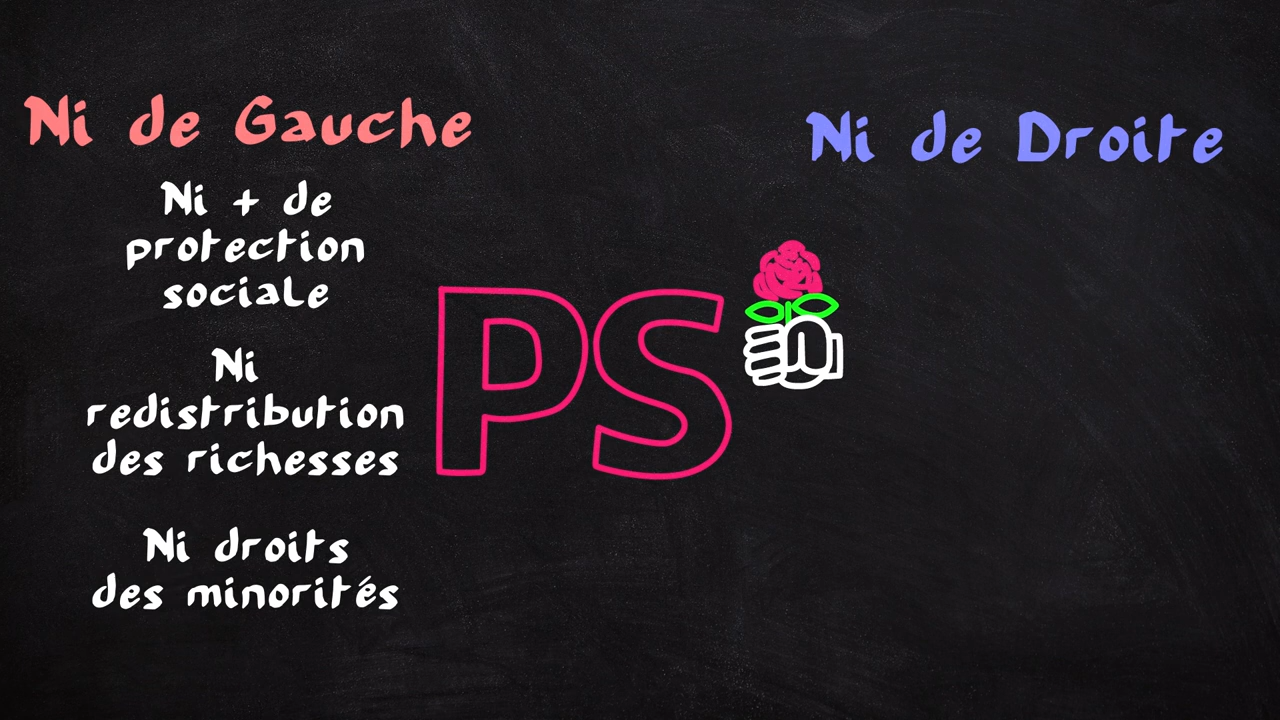 Ni de Gauche
Ni + de
protection
sociale
Ni
redistribution
des richesses
Ni droits
des minorités
PS
Ni de Droite